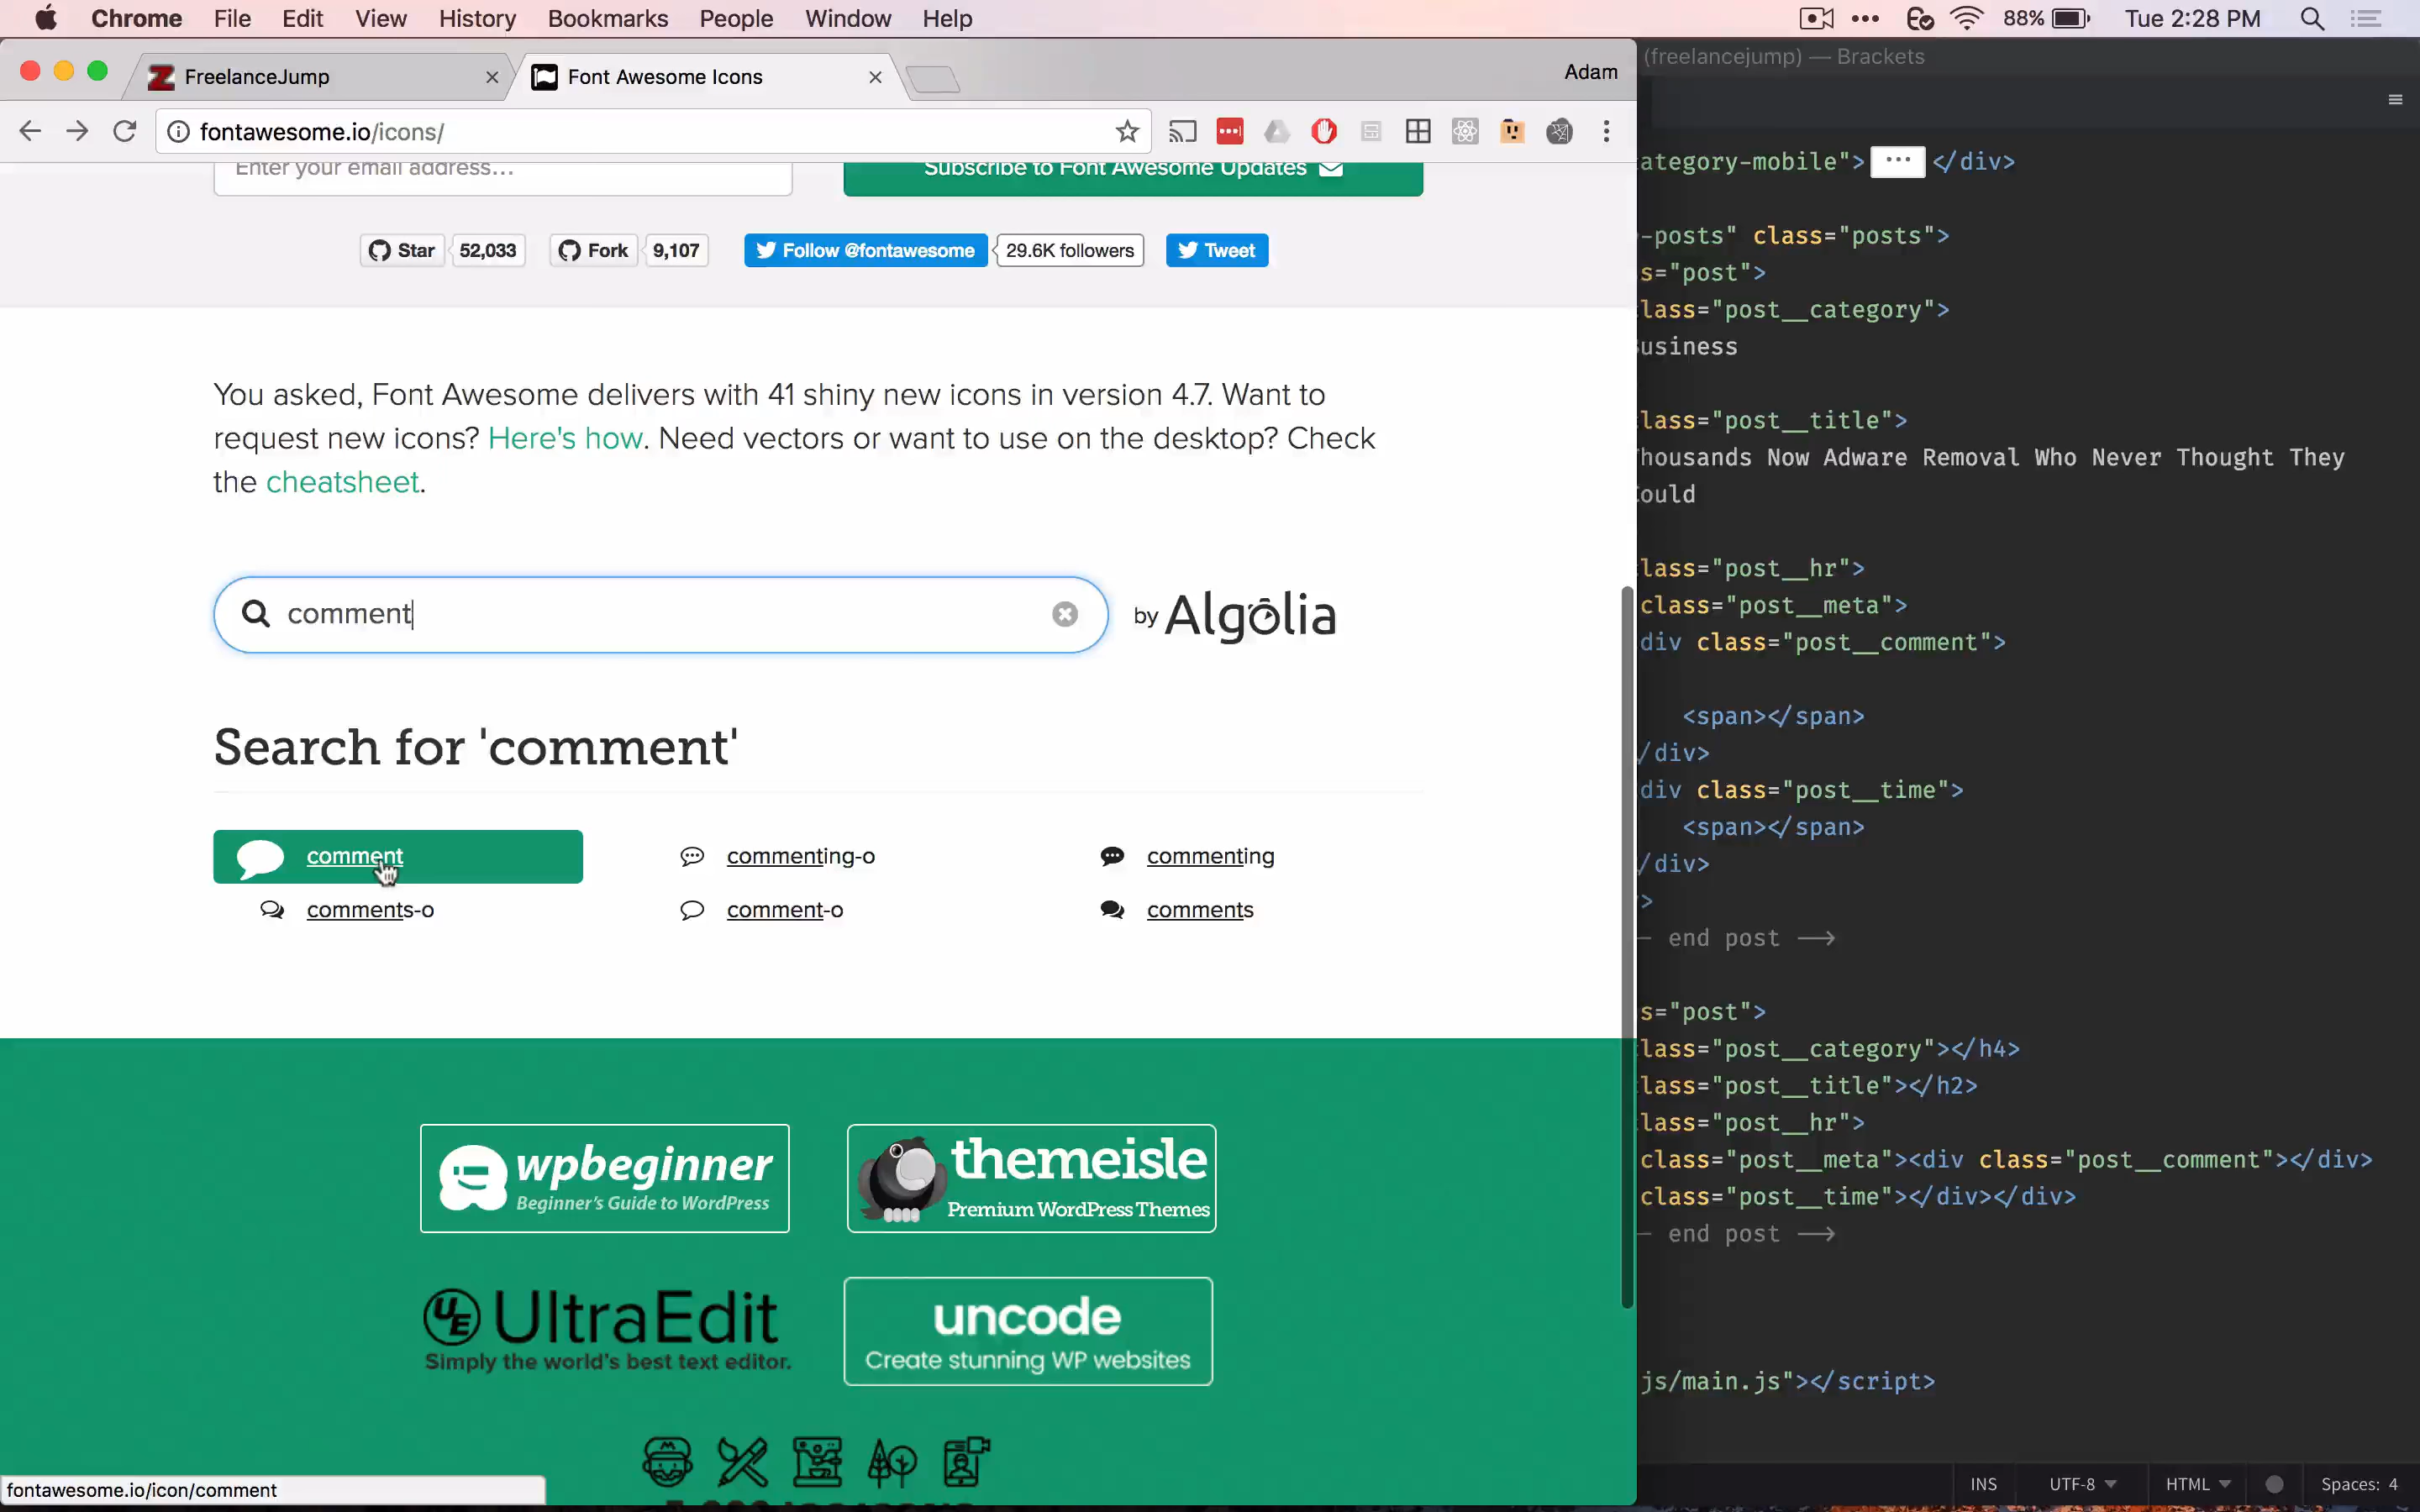 Chrome File Edit View History Bookmarks People Window Help 88% Tue 2:28 PM
FreelanceJump Font Awesome Icons Adam
(freelancejump) — Brackets
fontawesome.io/icons/
Enter your email address... Subscribe to Font Awesome Updates
Star 52,033 Fork 9,107 Follow @fontawesome 29.6K followers Tweet
You asked, Font Awesome delivers with 41 shiny new icons in version 4.7. Want to
request new icons? Here's how. Need vectors or want to use on the desktop? Check
the cheatsheet.
comment by Algolia
Search for 'comment'
comment commenting-o commenting
comments-o comment-o comments
wpbeginner
Beginner's Guide to WordPress
themeisle
Premium WordPress Themes
UltraEdit
Simply the world's best text editor.
uncode
Create stunning WP websites
fontawesome.io/icon/comment
ategory-mobile"> ••• </div>
-posts" class="posts">
s="post">
lass="post__category">
usiness
lass="post__title">
housands Now Adware Removal Who Never Thought They
ould
lass="post__hr">
class="post__meta">
div class="post__comment">
<span></span>
/div>
div class="post__time">
<span></span>
/div>
>
end post -->
s="post">
lass="post__category"></h4>
lass="post__title"></h2>
lass="post__hr">
class="post__meta"><div class="post__comment"></div>
class="post__time"></div></div>
end post -->
js/main.js"></script>
INS UTF-8 HTML Spaces: 4